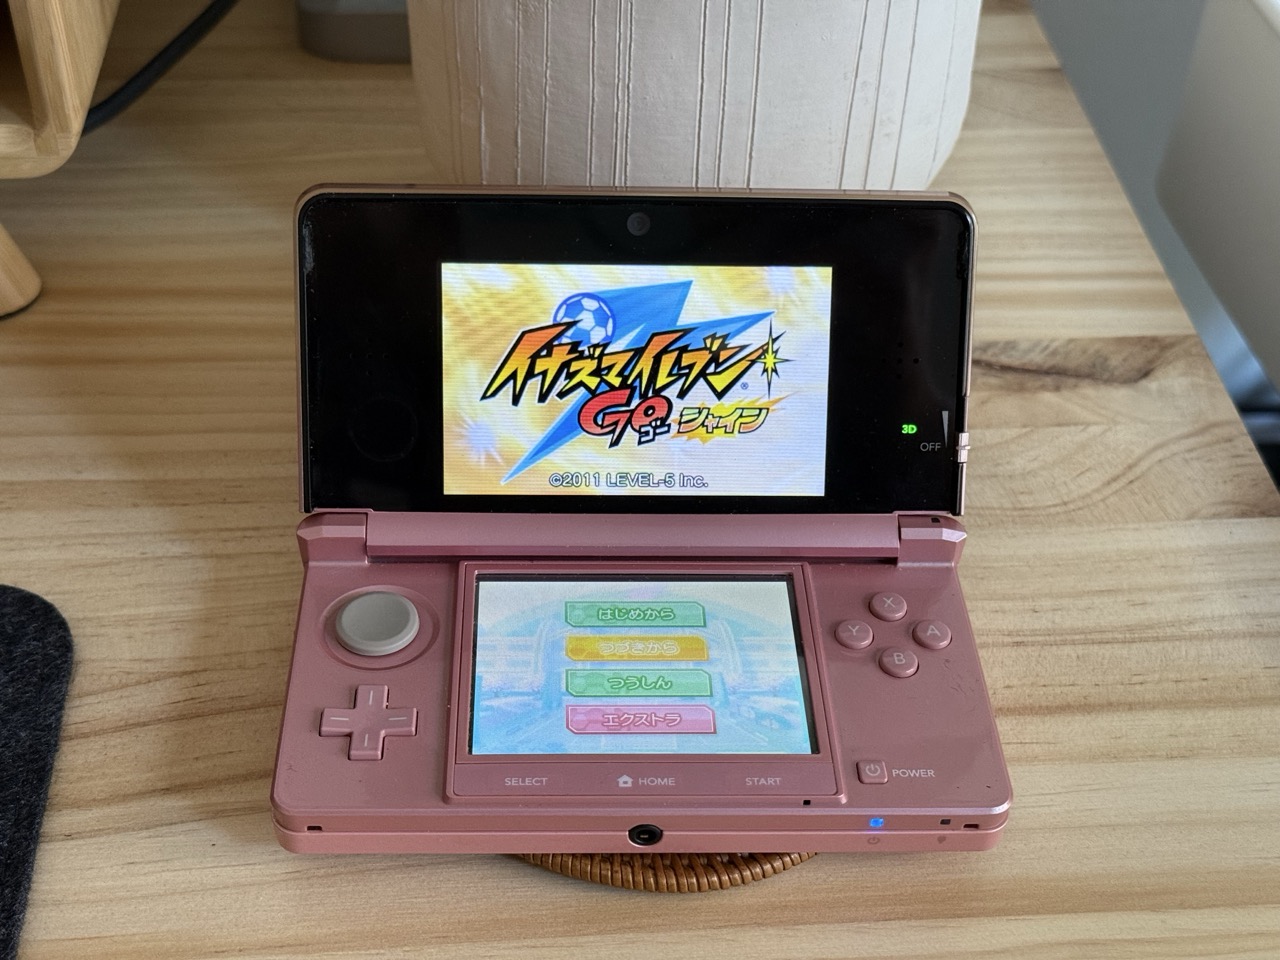 イナズマイレブン®
GO ゴー シャイン
©2011 LEVEL-5 Inc.
3D
OFF
はじめから
つづきから
つうしん
エクストラ
X
Y
A
B
SELECT
HOME
START
POWER